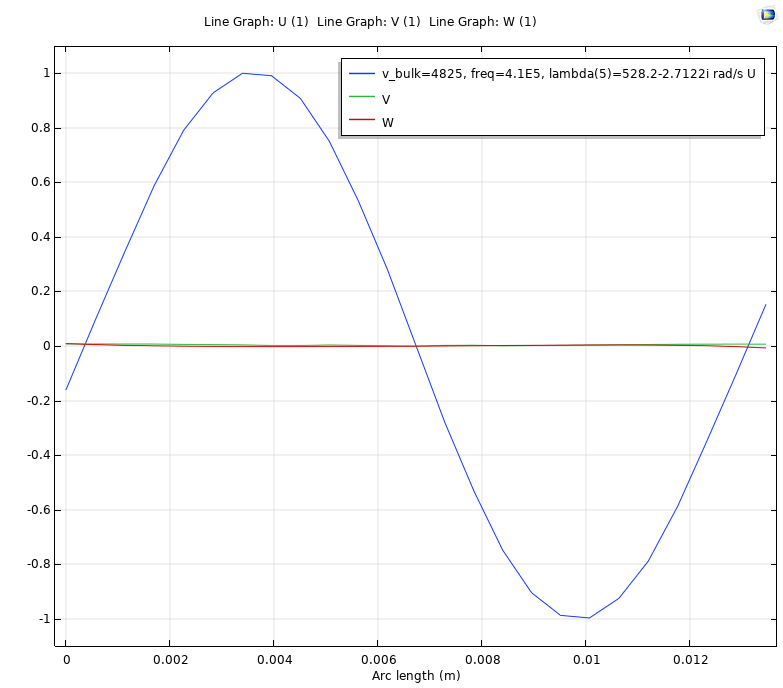 Line Graph: U (1)  Line Graph: V (1)  Line Graph: W (1)
v_bulk=4825, freq=4.1E5, lambda(5)=528.2-2.7122i rad/s U
V
W
1
0.8
0.6
0.4
0.2
0
-0.2
-0.4
-0.6
-0.8
-1
0 0.002 0.004 0.006 0.008 0.01 0.012
Arc length (m)